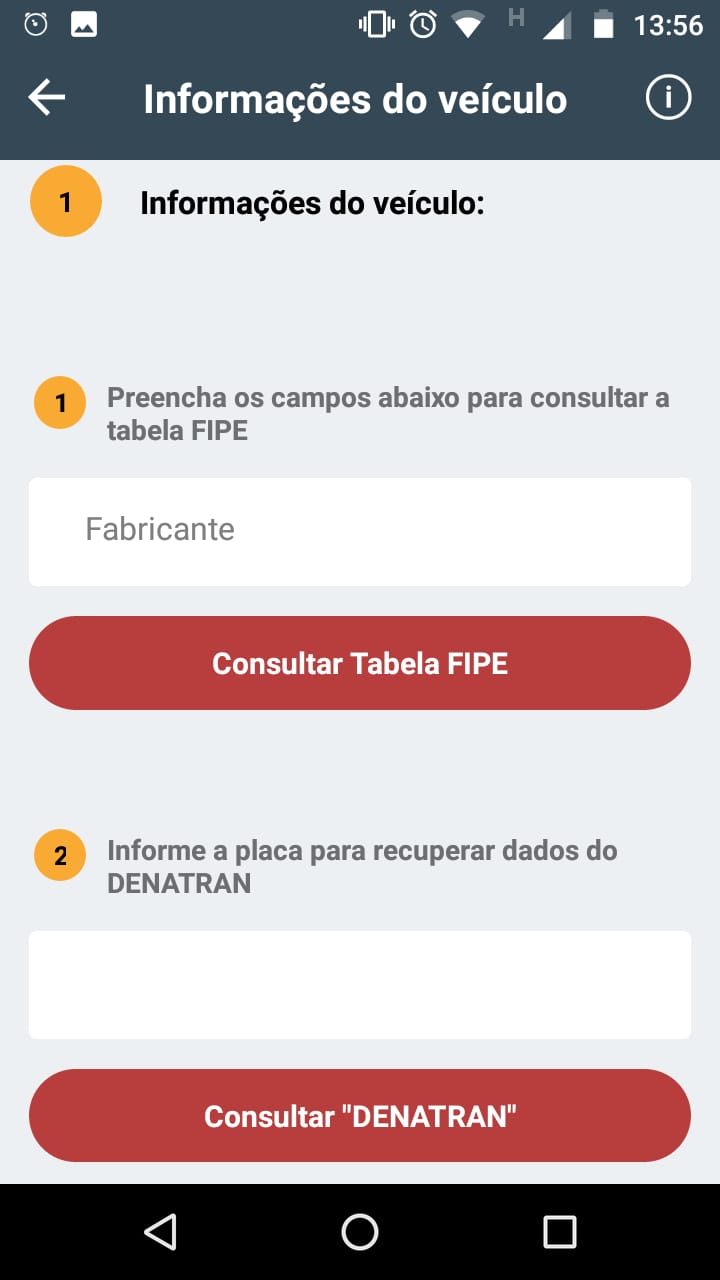 H 13:56
Informações do veículo
1 Informações do veículo:
1 Preencha os campos abaixo para consultar a
tabela FIPE
Fabricante
Consultar Tabela FIPE
2 Informe a placa para recuperar dados do
DENATRAN
Consultar "DENATRAN"